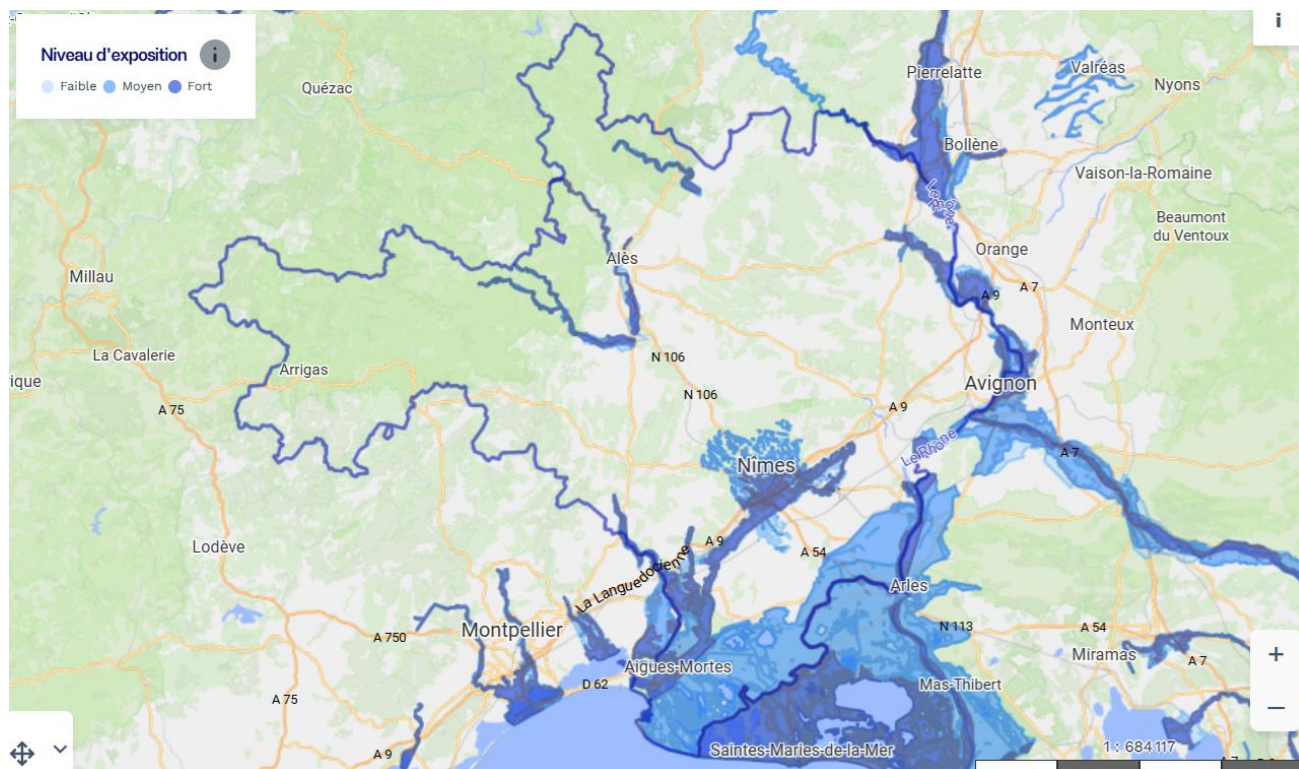 Niveau d'exposition i
Faible Moyen Fort
i
Quézac
Pierrelatte
Valréas
Nyons
Bollène
Vaison-la-Romaine
Beaumont
du Ventoux
Orange
Alès
Millau
A 9
A 7
Monteux
La Cavalerie
Arrigas
N 106
rique
A 75
N 106
Avignon
A 9
Le Rhône
A 7
Nîmes
Lodève
A 9
A 54
La Languedocienne
Arles
A 750
Montpellier
N 113
A 54
Miramas
A 7
Aigues-Mortes
D 62
Mas-Thibert
A 75
A 9
Saintes-Maries-de-la-Mer
1 : 684 117
+
−